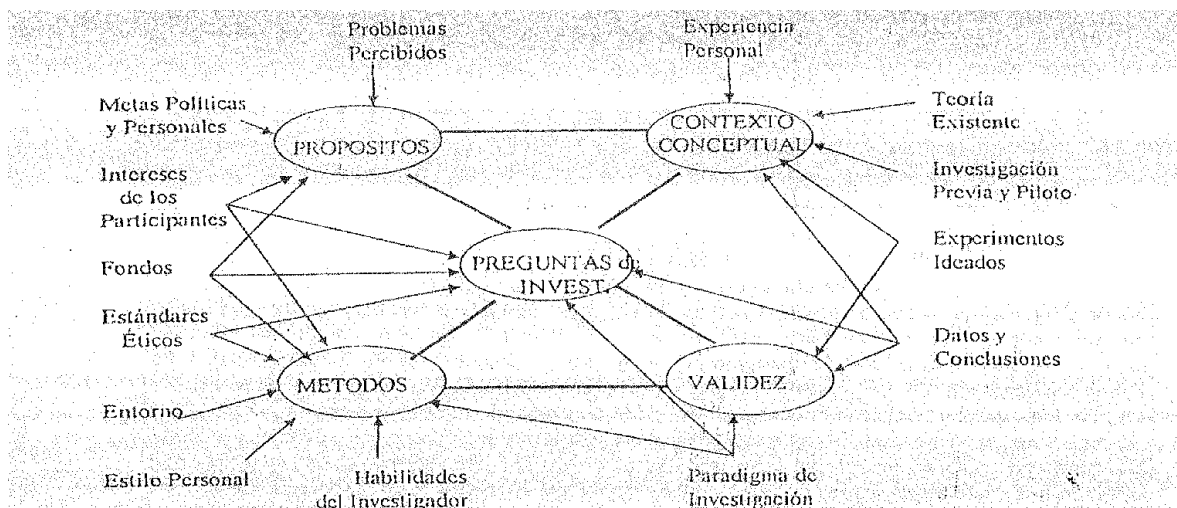 Problemas
Percibidos
Experiencia
Personal
Metas Políticas
y Personales
PROPOSITOS
CONTEXTO
CONCEPTUAL
Teoría
Existente
Intereses
de los
Participantes
Investigación
Previa y Piloto
Fondos
PREGUNTAS de
INVEST.
Experimentos
Ideados
Estándares
Éticos
Datos y
Conclusiones
METODOS
VALIDEZ
Entorno
Estilo Personal
Habilidades
del Investigador
Paradigma de
Investigación